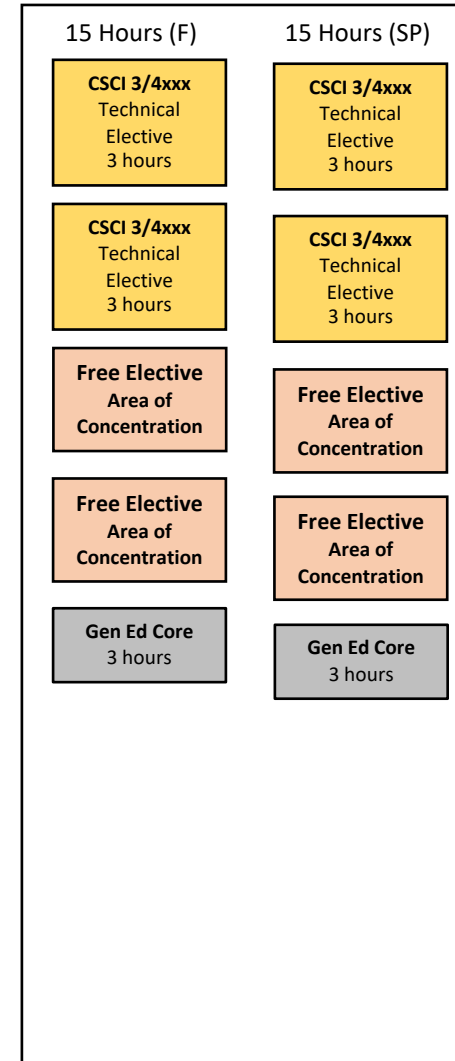 15 Hours (F)
CSCI 3/4xxx
Technical
Elective
3 hours
CSCI 3/4xxx
Technical
Elective
3 hours
Free Elective
Area of
Concentration
Free Elective
Area of
Concentration
Gen Ed Core
3 hours
15 Hours (SP)
CSCI 3/4xxx
Technical
Elective
3 hours
CSCI 3/4xxx
Technical
Elective
3 hours
Free Elective
Area of
Concentration
Free Elective
Area of
Concentration
Gen Ed Core
3 hours